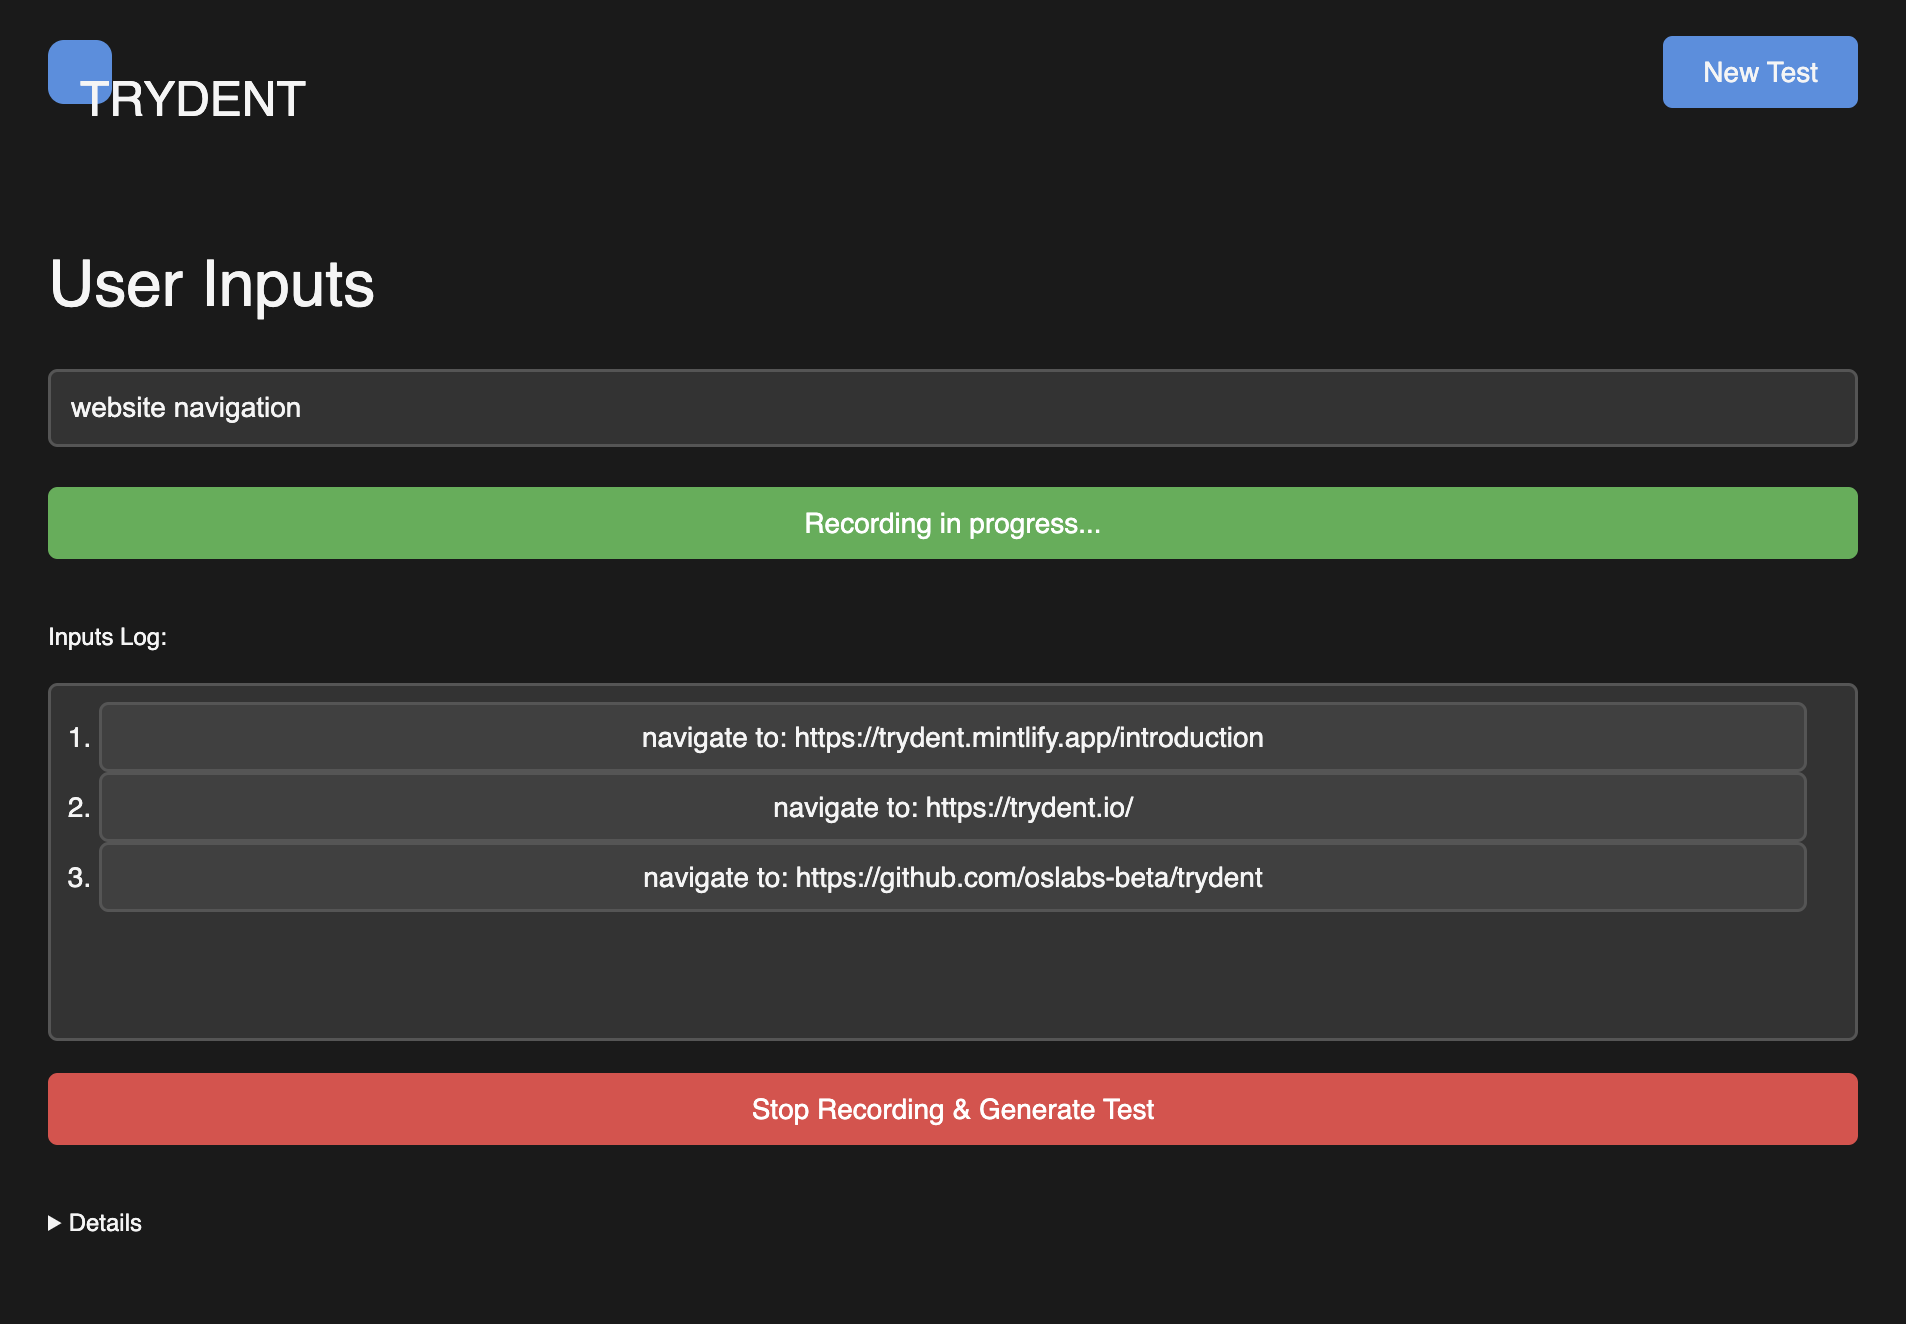 TRYDENT
New Test
User Inputs
website navigation
Recording in progress...
Inputs Log:
1. navigate to: https://trydent.mintlify.app/introduction
2. navigate to: https://trydent.io/
3. navigate to: https://github.com/oslabs-beta/trydent
Stop Recording & Generate Test
Details